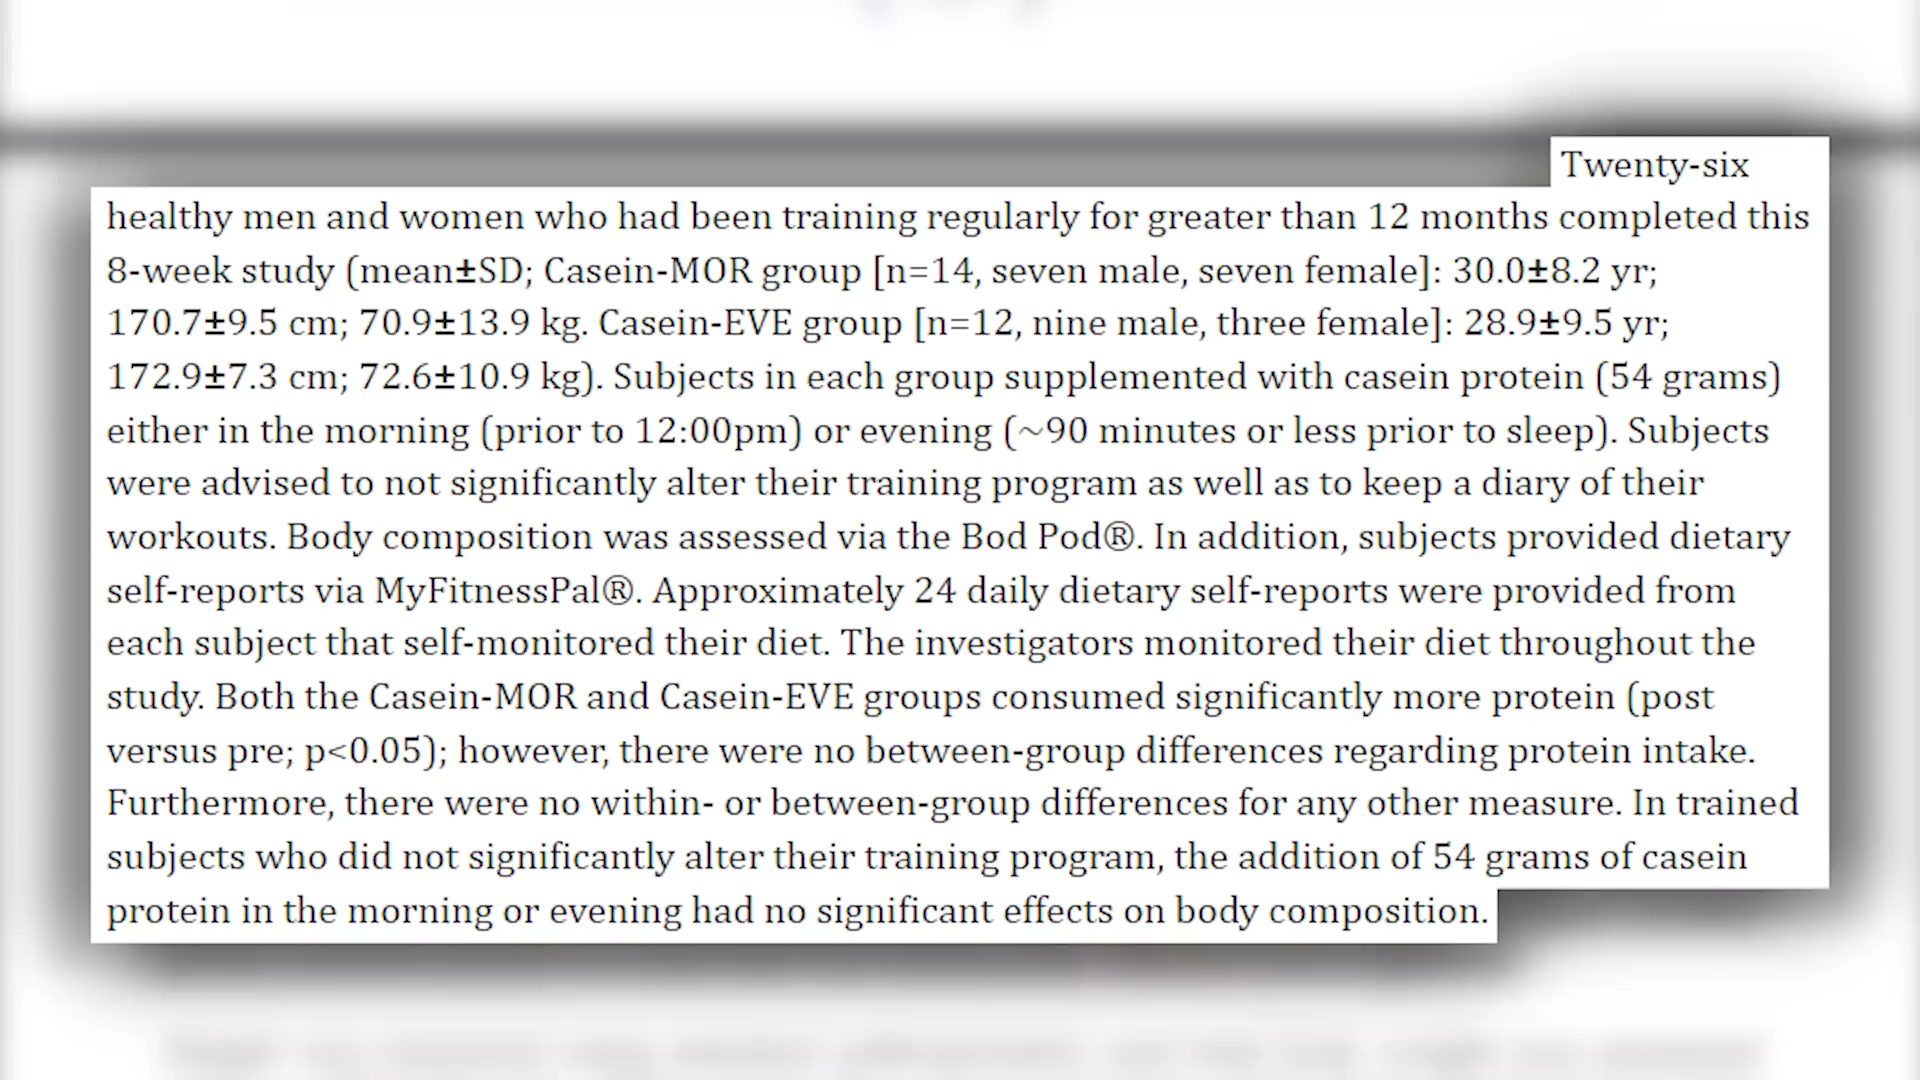 Twenty-six
healthy men and women who had been training regularly for greater than 12 months completed this
8-week study (mean±SD; Casein-MOR group [n=14, seven male, seven female]: 30.0±8.2 yr;
170.7±9.5 cm; 70.9±13.9 kg. Casein-EVE group [n=12, nine male, three female]: 28.9±9.5 yr;
172.9±7.3 cm; 72.6±10.9 kg). Subjects in each group supplemented with casein protein (54 grams)
either in the morning (prior to 12:00pm) or evening (~90 minutes or less prior to sleep). Subjects
were advised to not significantly alter their training program as well as to keep a diary of their
workouts. Body composition was assessed via the Bod Pod®. In addition, subjects provided dietary
self-reports via MyFitnessPal®. Approximately 24 daily dietary self-reports were provided from
each subject that self-monitored their diet. The investigators monitored their diet throughout the
study. Both the Casein-MOR and Casein-EVE groups consumed significantly more protein (post
versus pre; p<0.05); however, there were no between-group differences regarding protein intake.
Furthermore, there were no within- or between-group differences for any other measure. In trained
subjects who did not significantly alter their training program, the addition of 54 grams of casein
protein in the morning or evening had no significant effects on body composition.